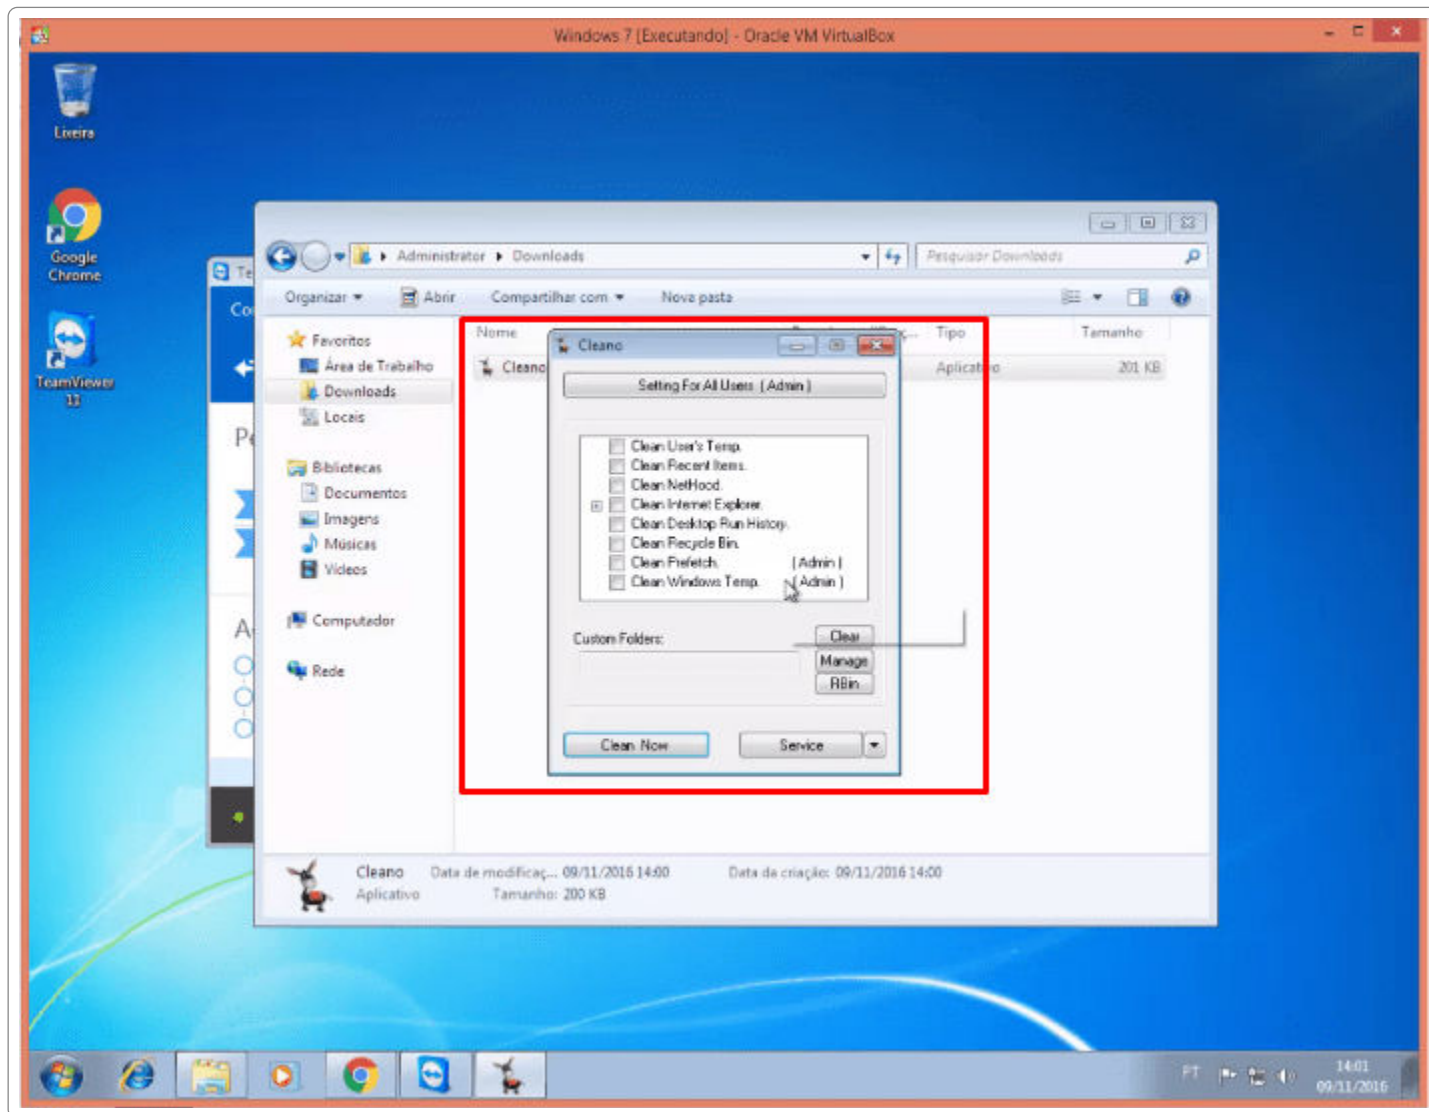 Windows 7 [Executando] - Oracle VM VirtualBox
Lixeira
Google
Chrome
TeamViewer
11
Te
Administrator Downloads
Pesquisar Downloads
Co
Organizar Abrir Compartilhar com Nova pasta
Favoritos
Área de Trabalho
Downloads
Locais
Bibliotecas
Documentos
Imagens
Músicas
Vídeos
Computador
Rede
Nome Tipo Tamanho
Cleano Aplicativo 201 KB
Cleano
Setting For All Users ( Admin )
Clean User's Temp.
Clean Recent Items.
Clean NetHood.
Clean Internet Explorer.
Clean Desktop Run History.
Clean Recycle Bin.
Clean Prefetch. ( Admin )
Clean Windows Temp. ( Admin )
Custom Folders:
Clear
Manage
RBin
Clean Now Service
Cleano Data de modificaç... 09/11/2016 14:00 Data da criação: 09/11/2016 14:00
Aplicativo Tamanho: 200 KB
PT
14:01
09/11/2016